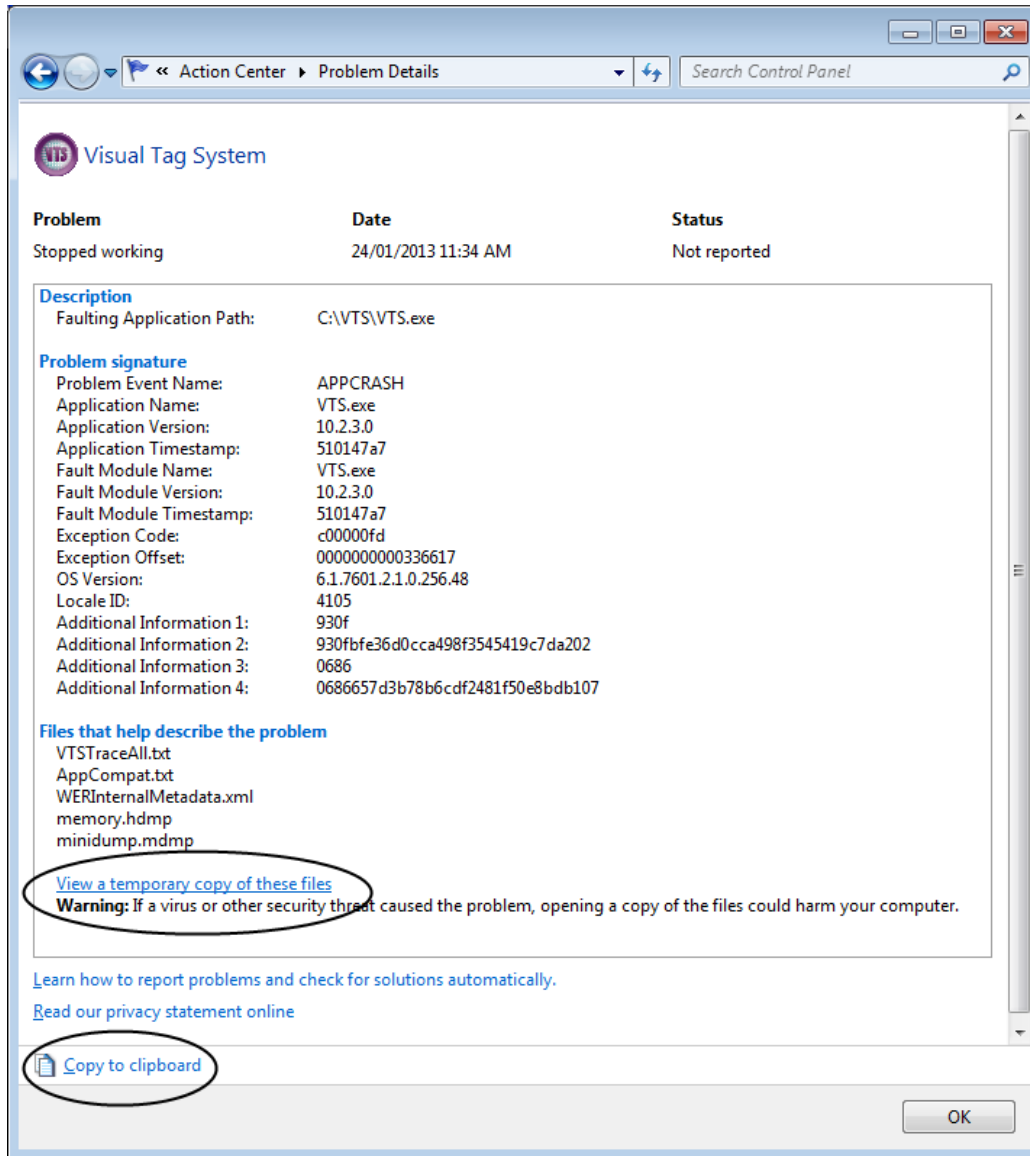 « Action Center ▸ Problem Details Search Control Panel
VTS Visual Tag System
Problem Date Status
Stopped working 24/01/2013 11:34 AM Not reported
Description
Faulting Application Path: C:\VTS\VTS.exe
Problem signature
Problem Event Name: APPCRASH
Application Name: VTS.exe
Application Version: 10.2.3.0
Application Timestamp: 510147a7
Fault Module Name: VTS.exe
Fault Module Version: 10.2.3.0
Fault Module Timestamp: 510147a7
Exception Code: c00000fd
Exception Offset: 0000000000336617
OS Version: 6.1.7601.2.1.0.256.48
Locale ID: 4105
Additional Information 1: 930f
Additional Information 2: 930fbfe36d0cca498f3545419c7da202
Additional Information 3: 0686
Additional Information 4: 0686657d3b78b6cdf2481f50e8bdb107
Files that help describe the problem
VTSTraceAll.txt
AppCompat.txt
WERInternalMetadata.xml
memory.hdmp
minidump.mdmp
View a temporary copy of these files
Warning: If a virus or other security threat caused the problem, opening a copy of the files could harm your computer.
Learn how to report problems and check for solutions automatically.
Read our privacy statement online
Copy to clipboard
OK